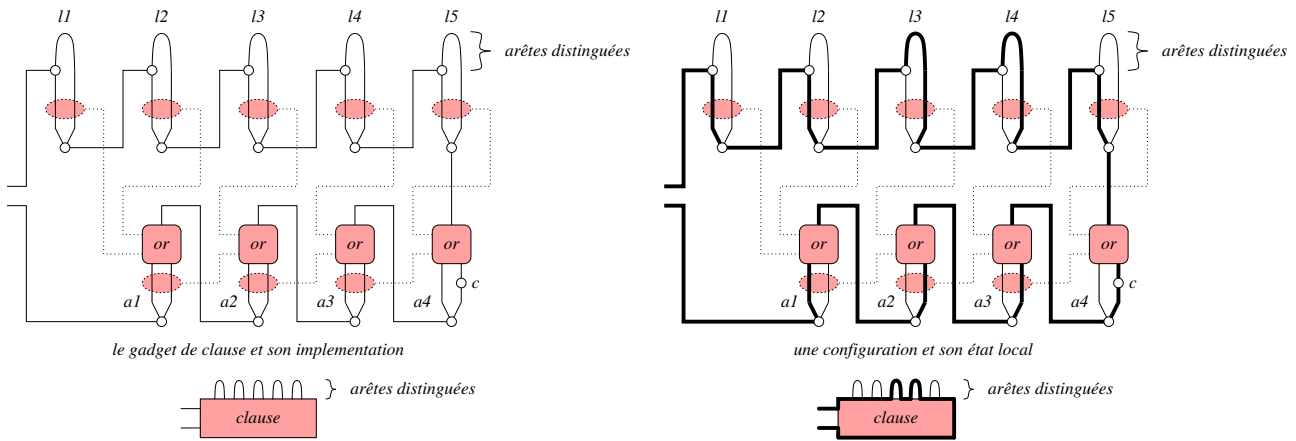 l1 l2 l3 l4 l5
arêtes distinguées
or or or or
a1 a2 a3 a4 c
le gadget de clause et son implementation
arêtes distinguées
clause
l1 l2 l3 l4 l5
arêtes distinguées
or or or or
a1 a2 a3 a4 c
une configuration et son état local
arêtes distinguées
clause